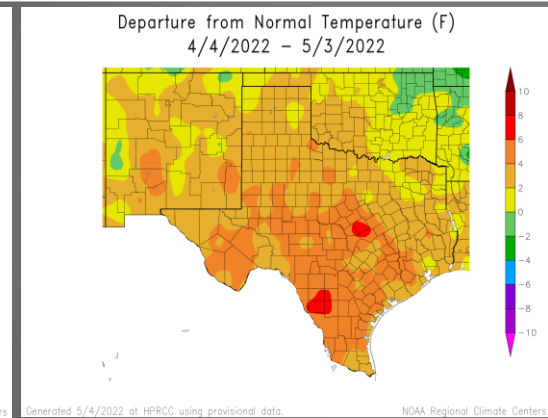 Departure from Normal Temperature (F)
4/4/2022 – 5/3/2022
10
8
6
4
2
0
−2
−4
−6
−8
−10
rs
Generated 5/4/2022 at HPRCC using provisional data.
NOAA Regional Climate Centers